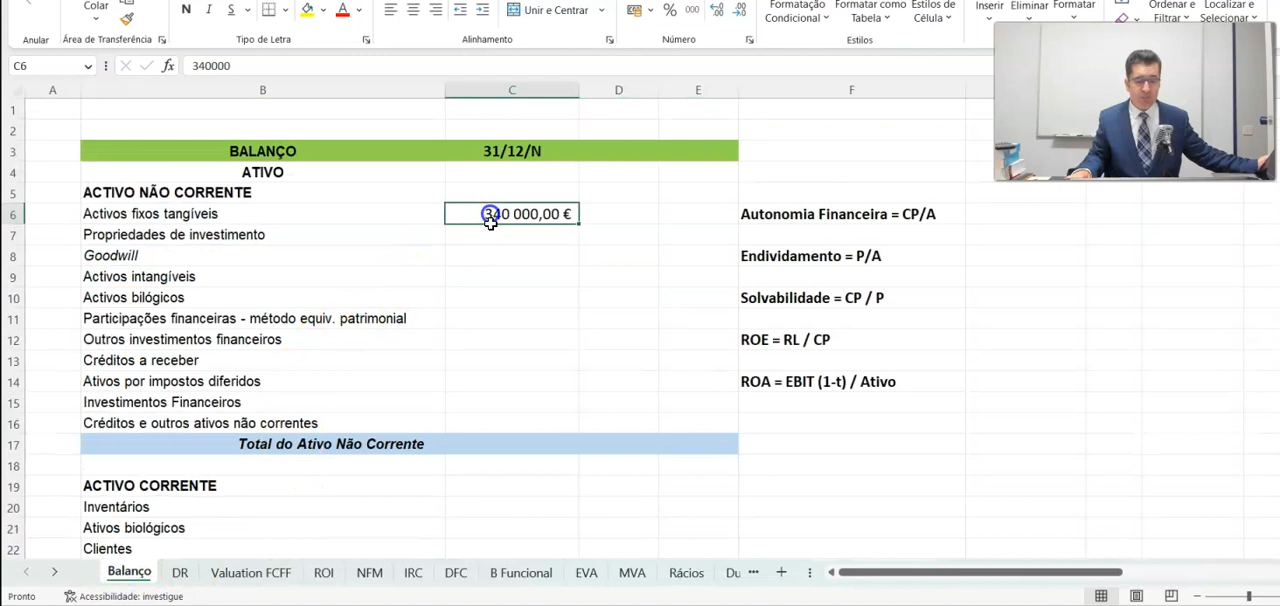 Colar
N I S
Unir e Centrar
% 000
Formatação Formatar como Estilos de
Condicional Tabela Célula
Inserir Eliminar Formatar
Ordenar e Localizar e
Filtrar Selecionar
Anular Área de Transferência Tipo de Letra Alinhamento Número Estilos
C6 fx 340000
A B C D E F
1
2
3 BALANÇO 31/12/N
4 ATIVO
5 ACTIVO NÃO CORRENTE
6 Activos fixos tangíveis 340 000,00 € Autonomia Financeira = CP/A
7 Propriedades de investimento
8 Goodwill Endividamento = P/A
9 Activos intangíveis
10 Activos bilógicos Solvabilidade = CP / P
11 Participações financeiras - método equiv. patrimonial
12 Outros investimentos financeiros ROE = RL / CP
13 Créditos a receber
14 Ativos por impostos diferidos ROA = EBIT (1-t) / Ativo
15 Investimentos Financeiros
16 Créditos e outros ativos não correntes
17 Total do Ativo Não Corrente
18
19 ACTIVO CORRENTE
20 Inventários
21 Ativos biológicos
22 Clientes
Balanço DR Valuation FCFF ROI NFM IRC DFC B Funcional EVA MVA Rácios Du ...
Pronto Acessibilidade: investigue